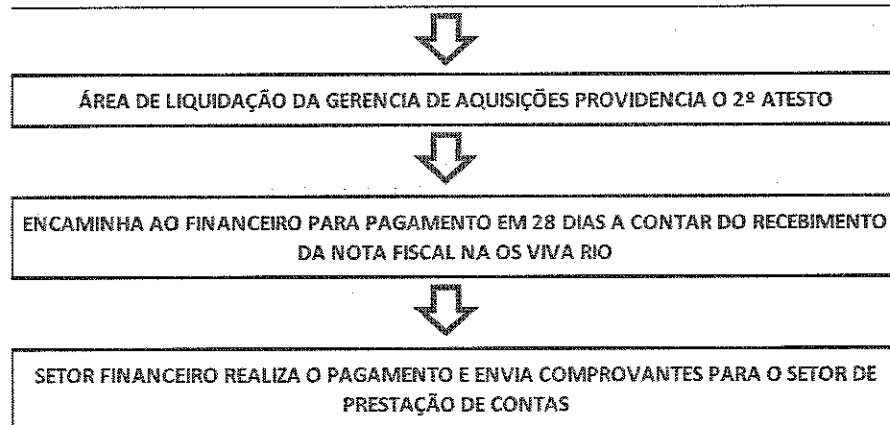 ÁREA DE LIQUIDAÇÃO DA GERENCIA DE AQUISIÇÕES PROVIDENCIA O 2º ATESTO
ENCAMINHA AO FINANCEIRO PARA PAGAMENTO EM 28 DIAS A CONTAR DO RECEBIMENTO
DA NOTA FISCAL NA OS VIVA RIO
SETOR FINANCEIRO REALIZA O PAGAMENTO E ENVIA COMPROVANTES PARA O SETOR DE
PRESTAÇÃO DE CONTAS